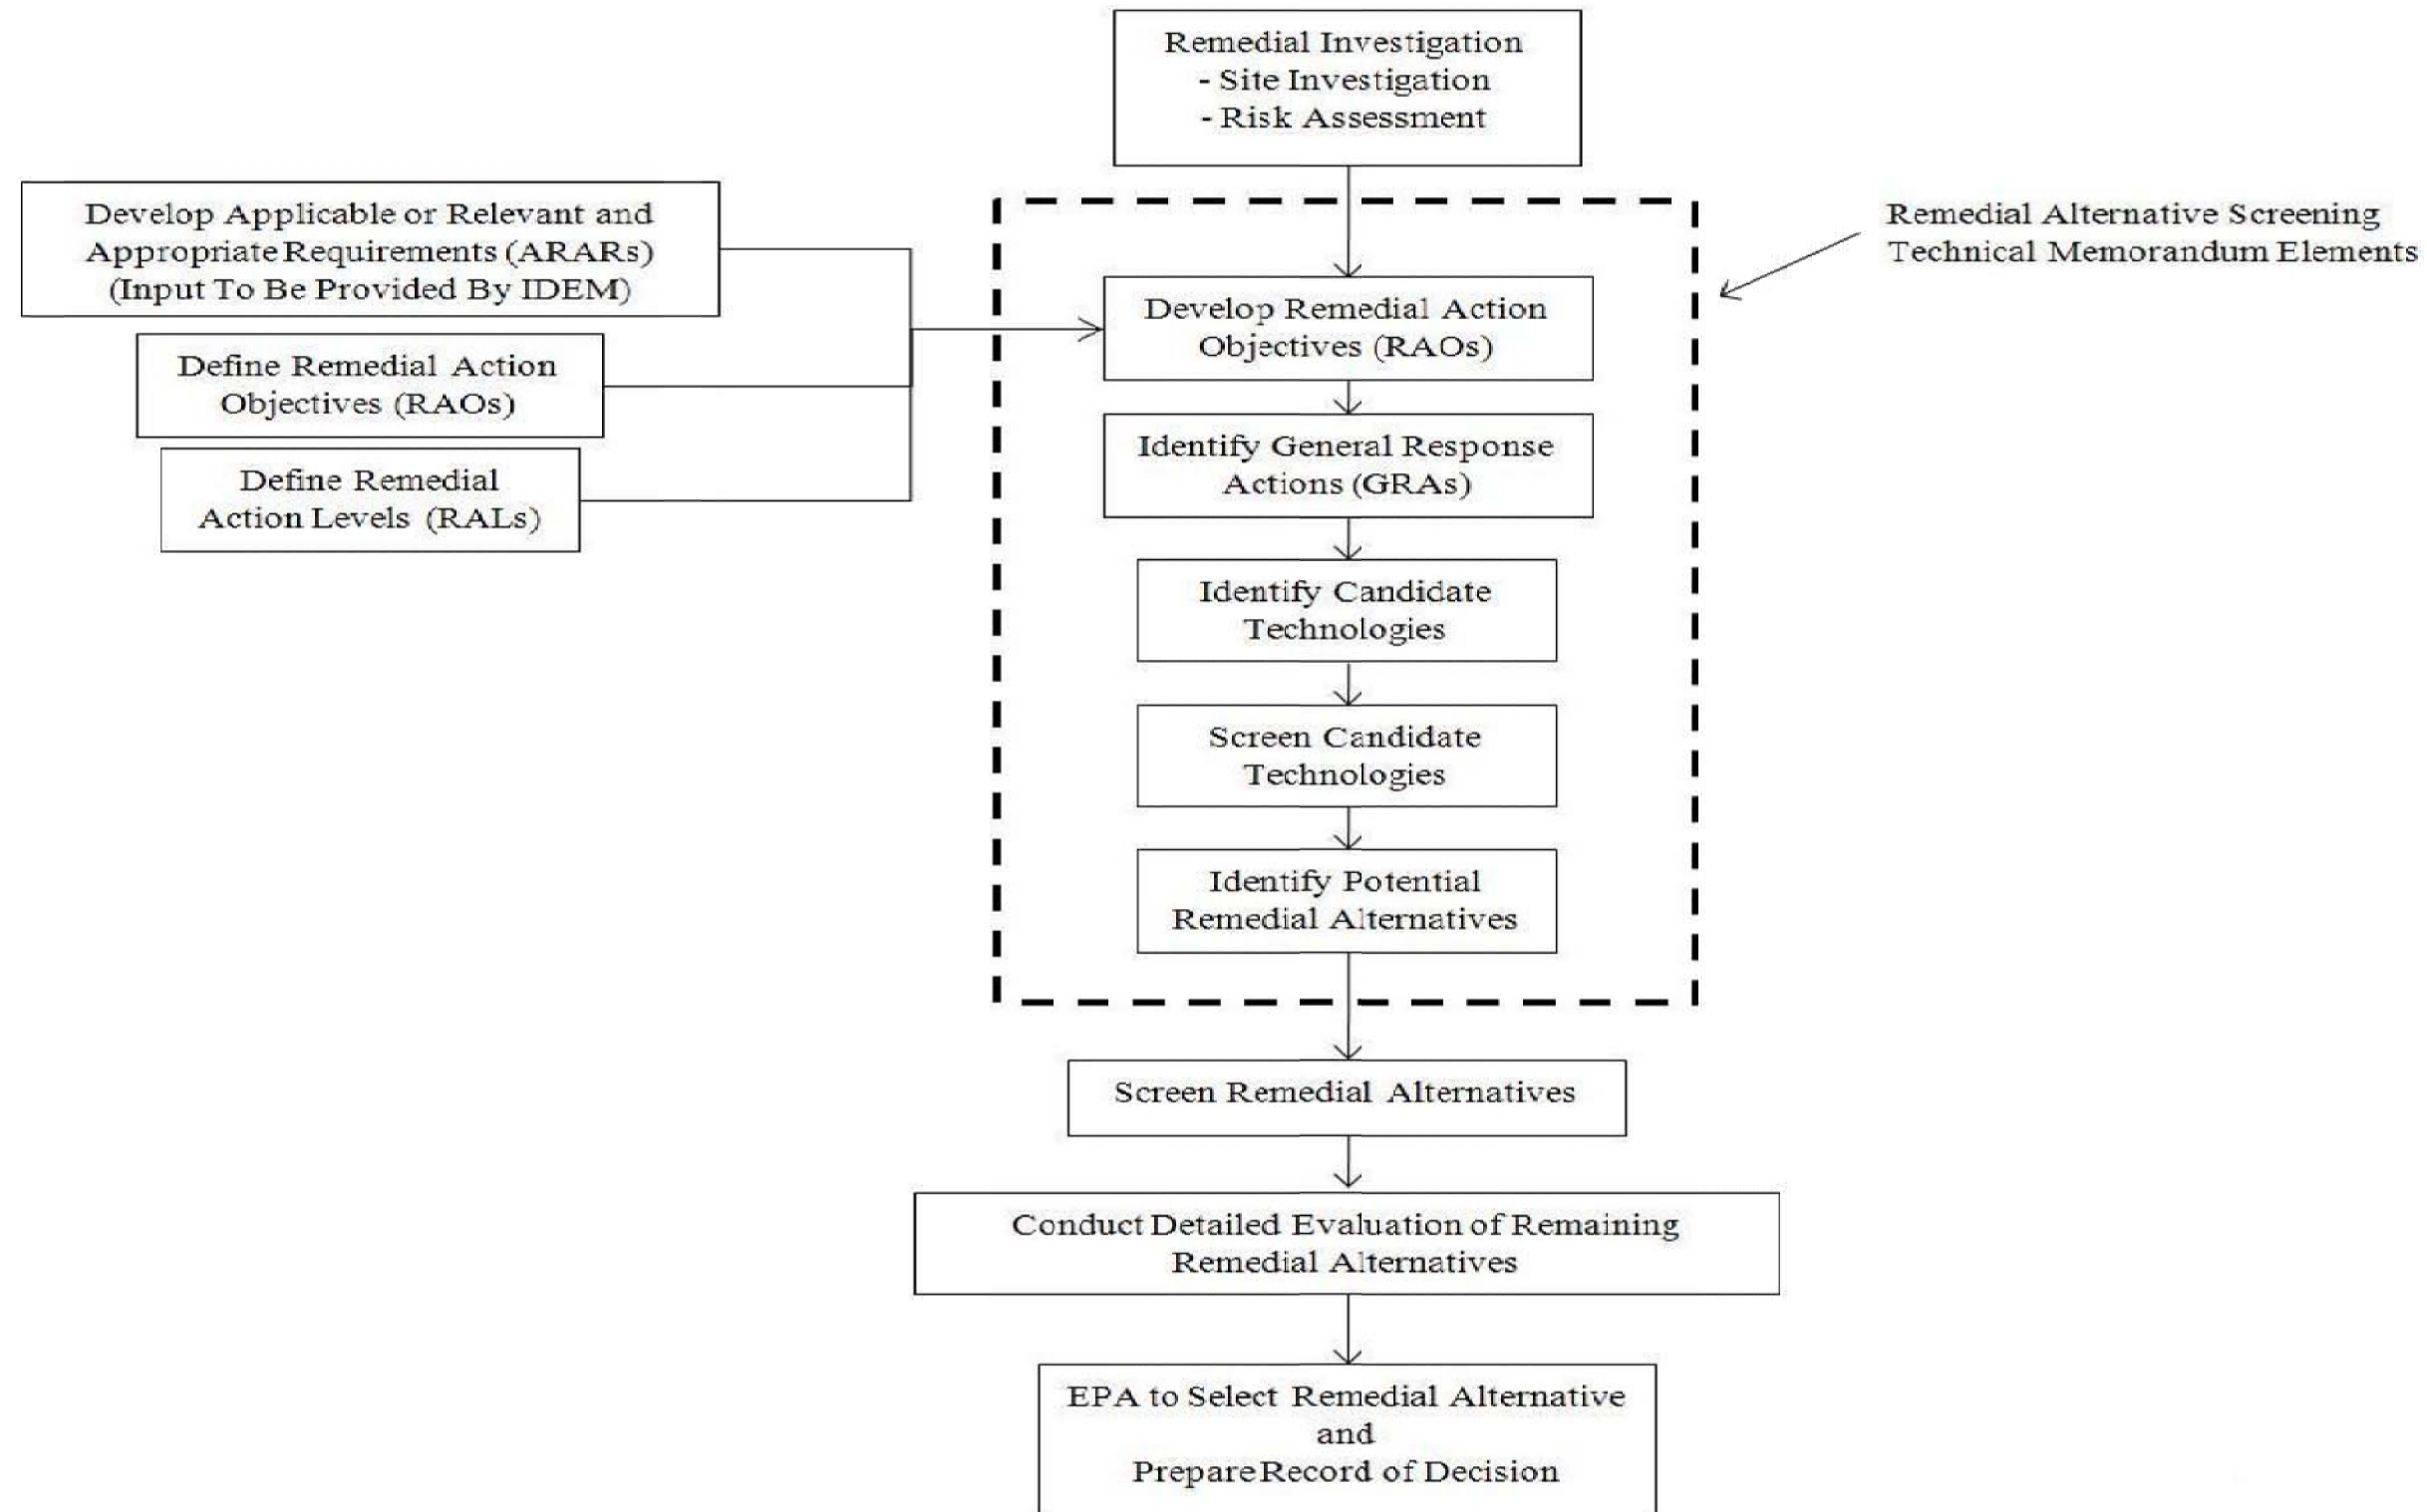 Remedial Investigation
- Site Investigation
- Risk Assessment
Develop Applicable or Relevant and
Appropriate Requirements (ARARs)
(Input To Be Provided By IDEM)
Define Remedial Action
Objectives (RAOs)
Define Remedial
Action Levels (RALs)
Remedial Alternative Screening
Technical Memorandum Elements
Develop Remedial Action
Objectives (RAOs)
Identify General Response
Actions (GRAs)
Identify Candidate
Technologies
Screen Candidate
Technologies
Identify Potential
Remedial Alternatives
Screen Remedial Alternatives
Conduct Detailed Evaluation of Remaining
Remedial Alternatives
EPA to Select Remedial Alternative
and
Prepare Record of Decision